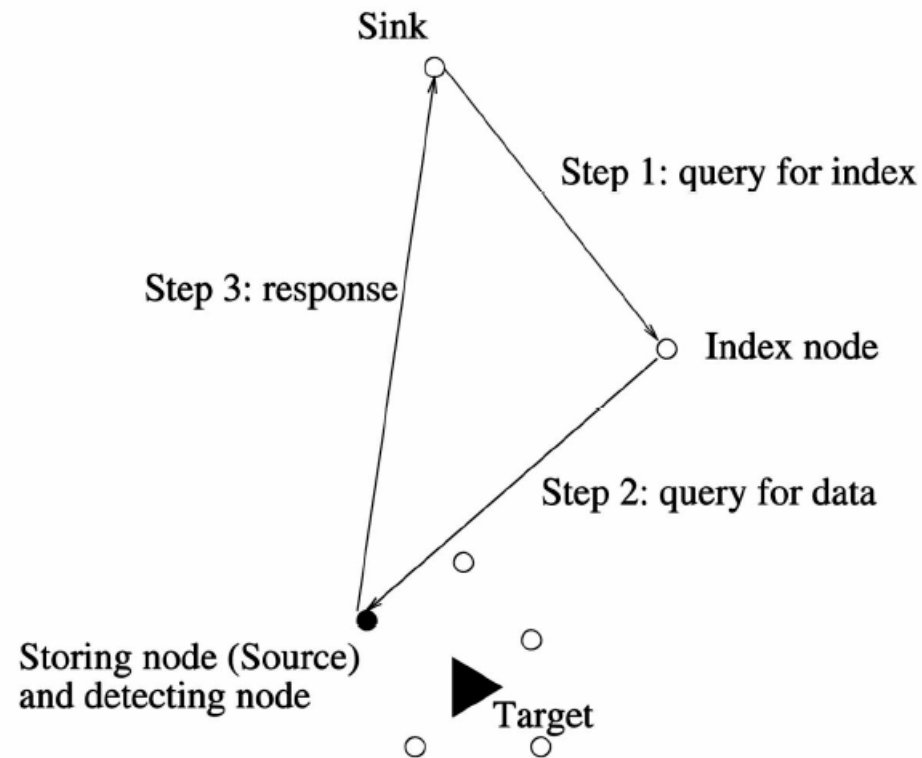 Sink
Step 1: query for index
Step 3: response
Index node
Step 2: query for data
Storing node (Source)
and detecting node
Target